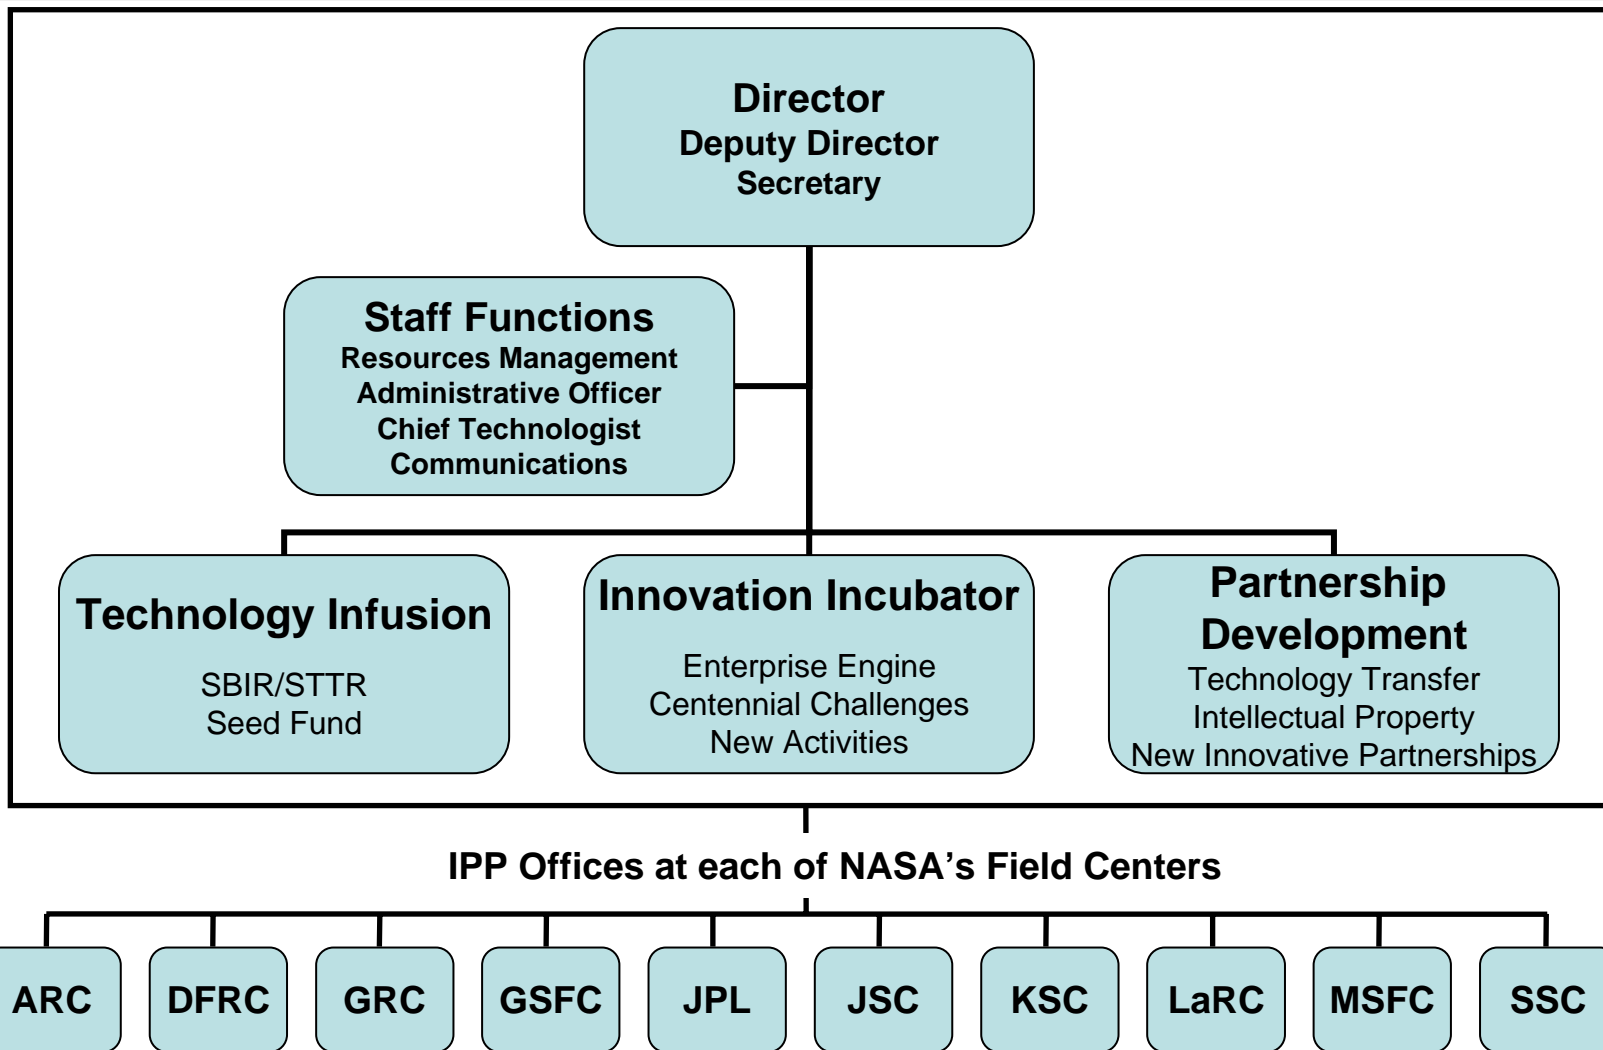 Director
Deputy Director
Secretary
Staff Functions
Resources Management
Administrative Officer
Chief Technologist
Communications
Technology Infusion
SBIR/STTR
Seed Fund
Innovation Incubator
Enterprise Engine
Centennial Challenges
New Activities
Partnership
Development
Technology Transfer
Intellectual Property
New Innovative Partnerships
IPP Offices at each of NASA's Field Centers
ARC
DFRC
GRC
GSFC
JPL
JSC
KSC
LaRC
MSFC
SSC